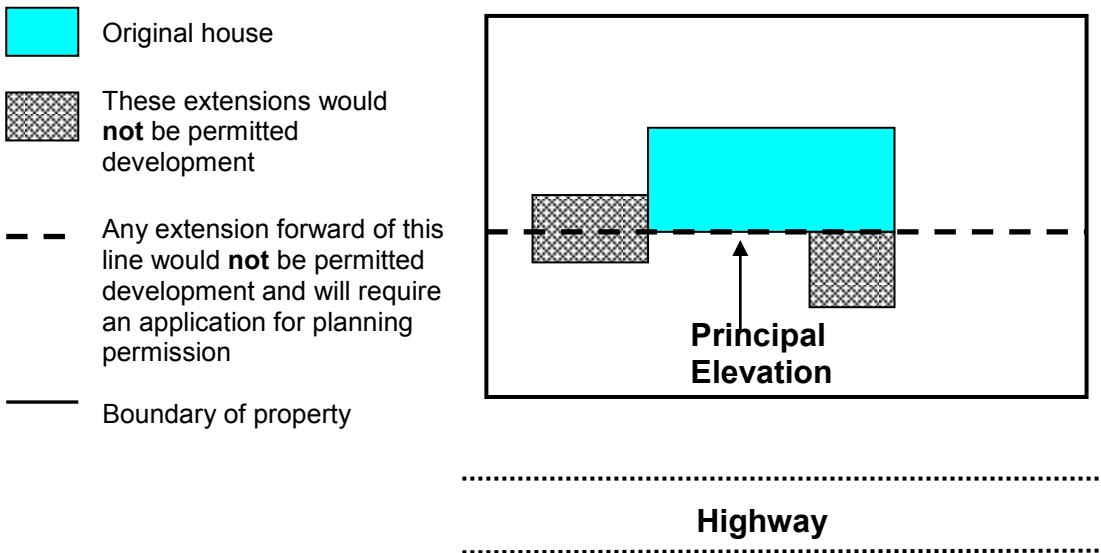 Original house
These extensions would
not be permitted
development
Any extension forward of this
line would not be permitted
development and will require
an application for planning
permission
Boundary of property
Principal
Elevation
Highway